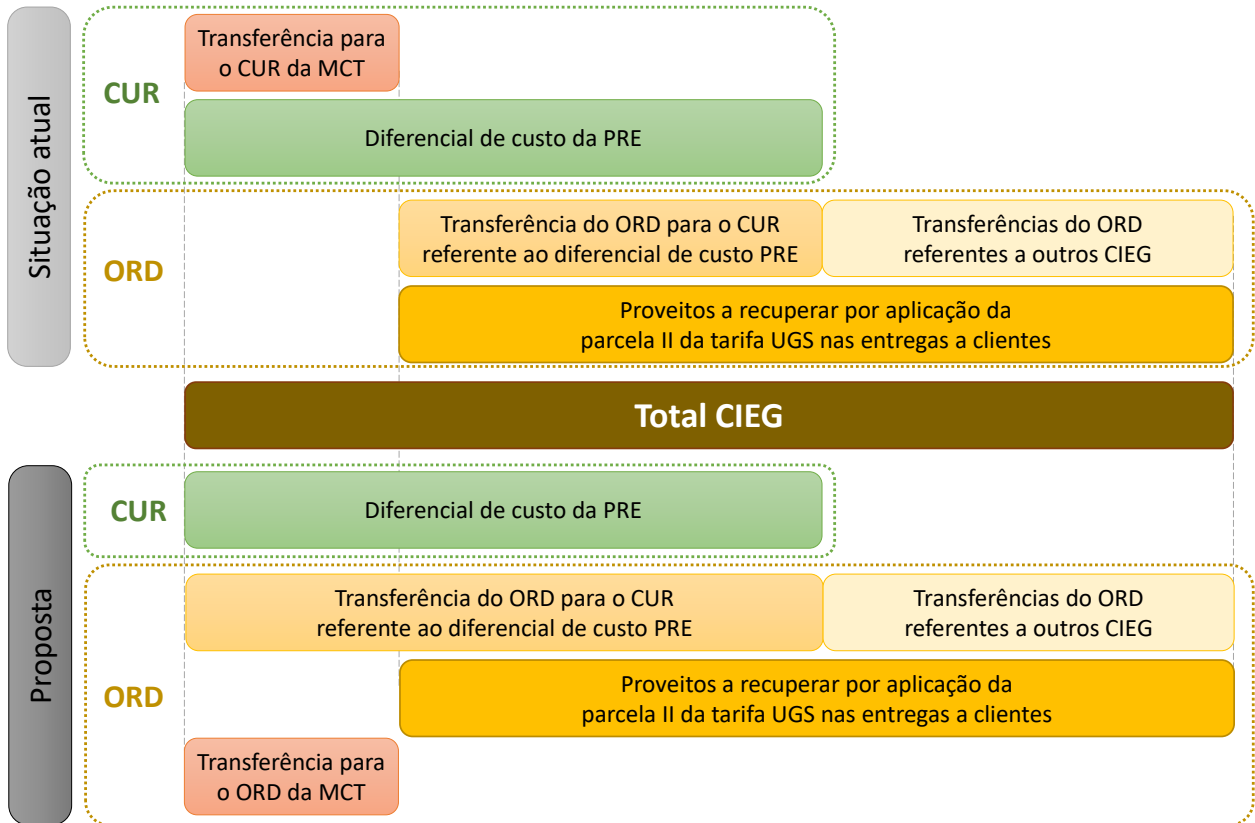 Situação atual
CUR
Transferência para
o CUR da MCT
Diferencial de custo da PRE
ORD
Transferência do ORD para o CUR
referente ao diferencial de custo PRE
Transferências do ORD
referentes a outros CIEG
Proveitos a recuperar por aplicação da
parcela II da tarifa UGS nas entregas a clientes
Total CIEG
Proposta
CUR
Diferencial de custo da PRE
ORD
Transferência do ORD para o CUR
referente ao diferencial de custo PRE
Transferências do ORD
referentes a outros CIEG
Proveitos a recuperar por aplicação da
parcela II da tarifa UGS nas entregas a clientes
Transferência para
o ORD da MCT